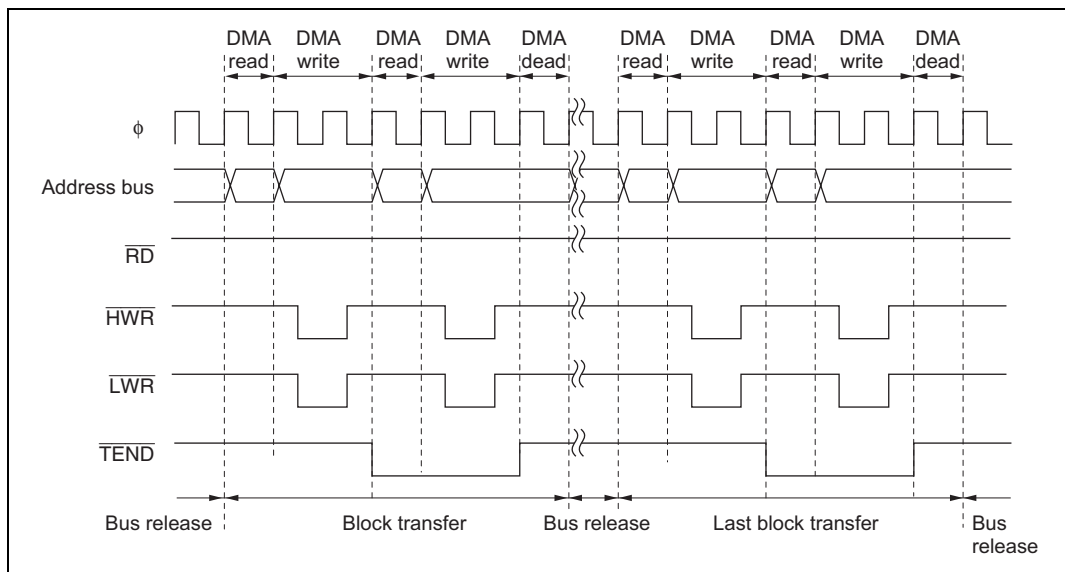 DMA DMA DMA DMA DMA DMA DMA DMA DMA DMA
read write read write dead read write read write dead
ϕ
Address bus
RD
HWR
LWR
TEND
Bus release Block transfer Bus release Last block transfer Bus
release